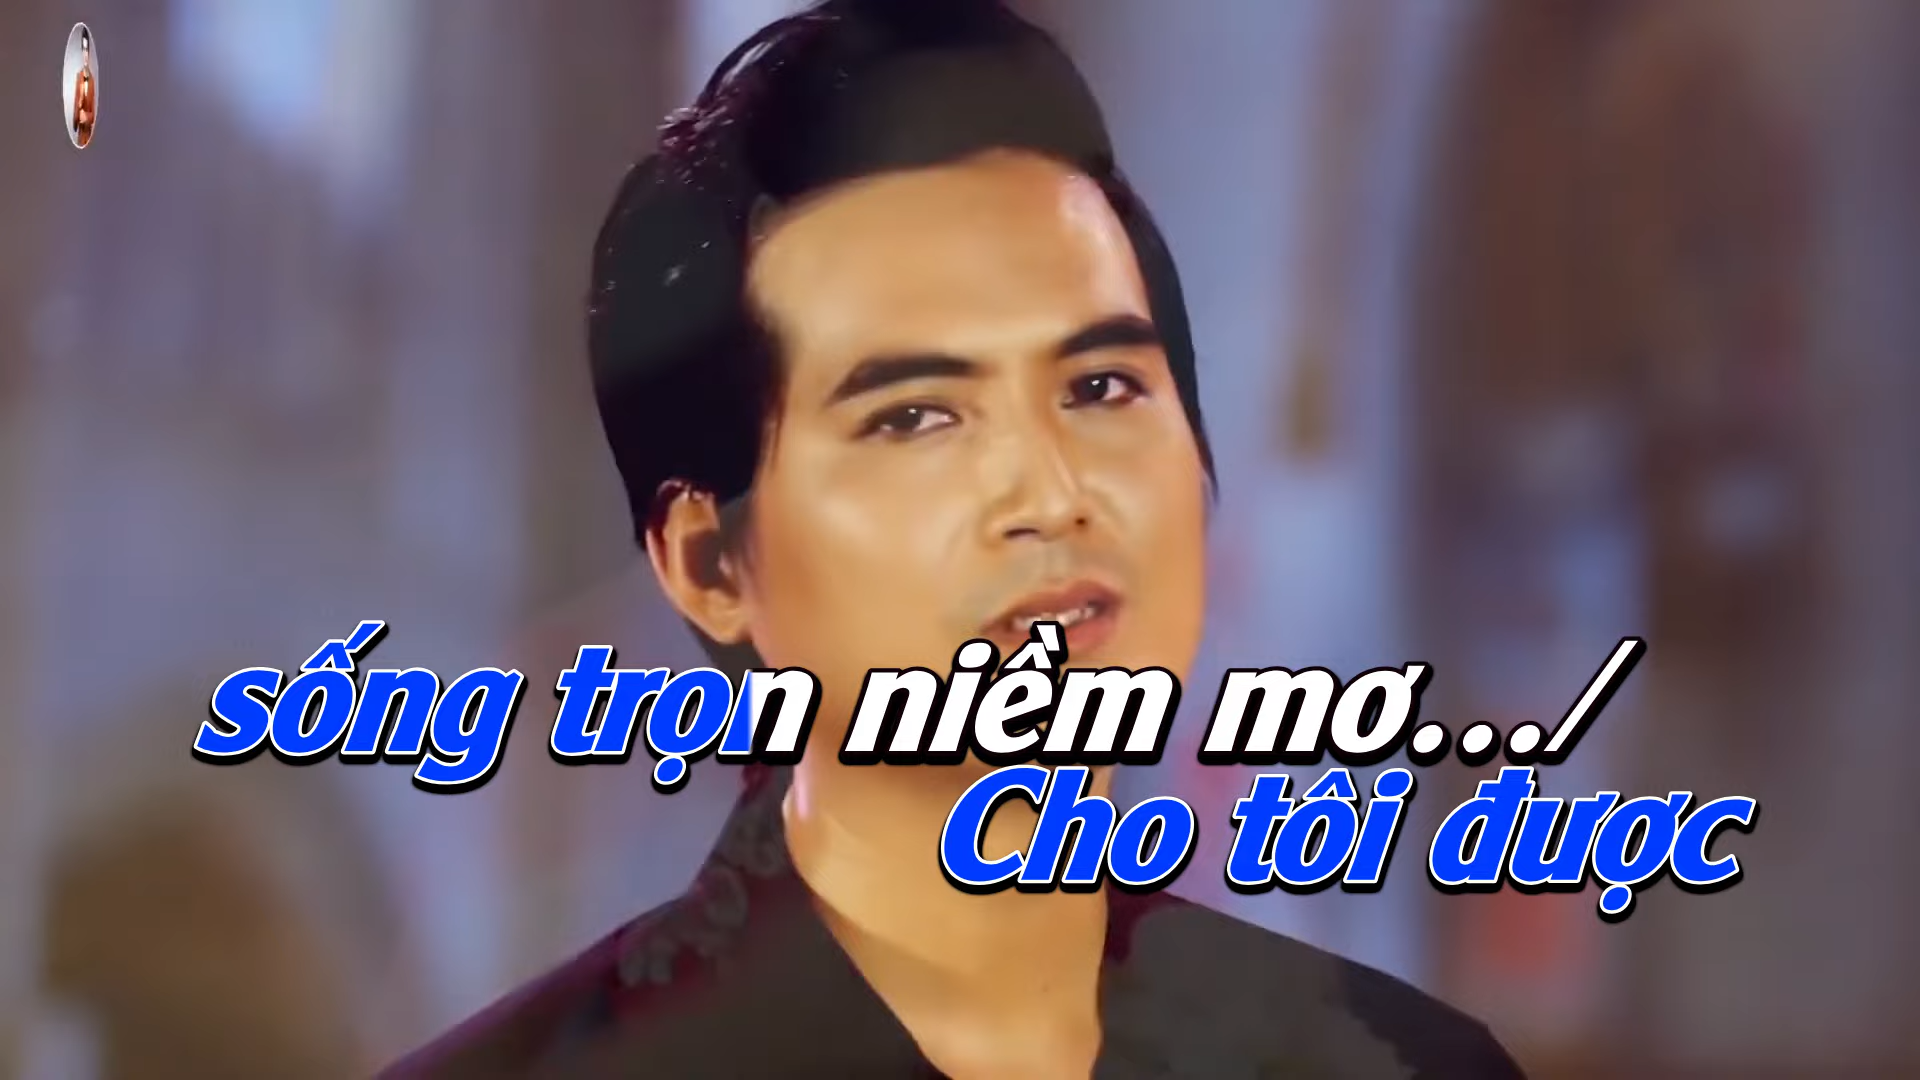 sống trọn niềm mơ.../
Cho tôi được